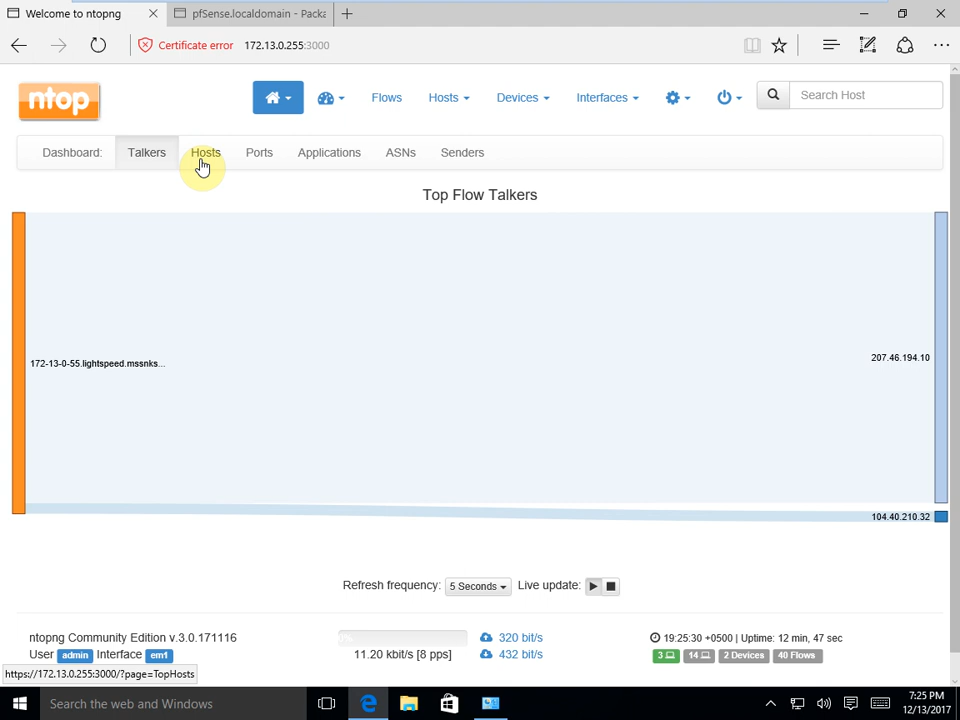 Welcome to ntopng
pfSense.localdomain - Packa
Certificate error 172.13.0.255:3000
ntop
Flows
Hosts
Devices
Interfaces
Search Host
Dashboard:
Talkers
Hosts
Ports
Applications
ASNs
Senders
Top Flow Talkers
172-13-0-55.lightspeed.mssnks...
207.46.194.10
104.40.210.32
Refresh frequency: 5 Seconds Live update:
ntopng Community Edition v.3.0.171116
User admin Interface em1
11.20 kbit/s [8 pps]
320 bit/s
432 bit/s
19:25:30 +0500 | Uptime: 12 min, 47 sec
3 14 2 Devices 40 Flows
https://172.13.0.255:3000/?page=TopHosts
Search the web and Windows
7:25 PM
12/13/2017